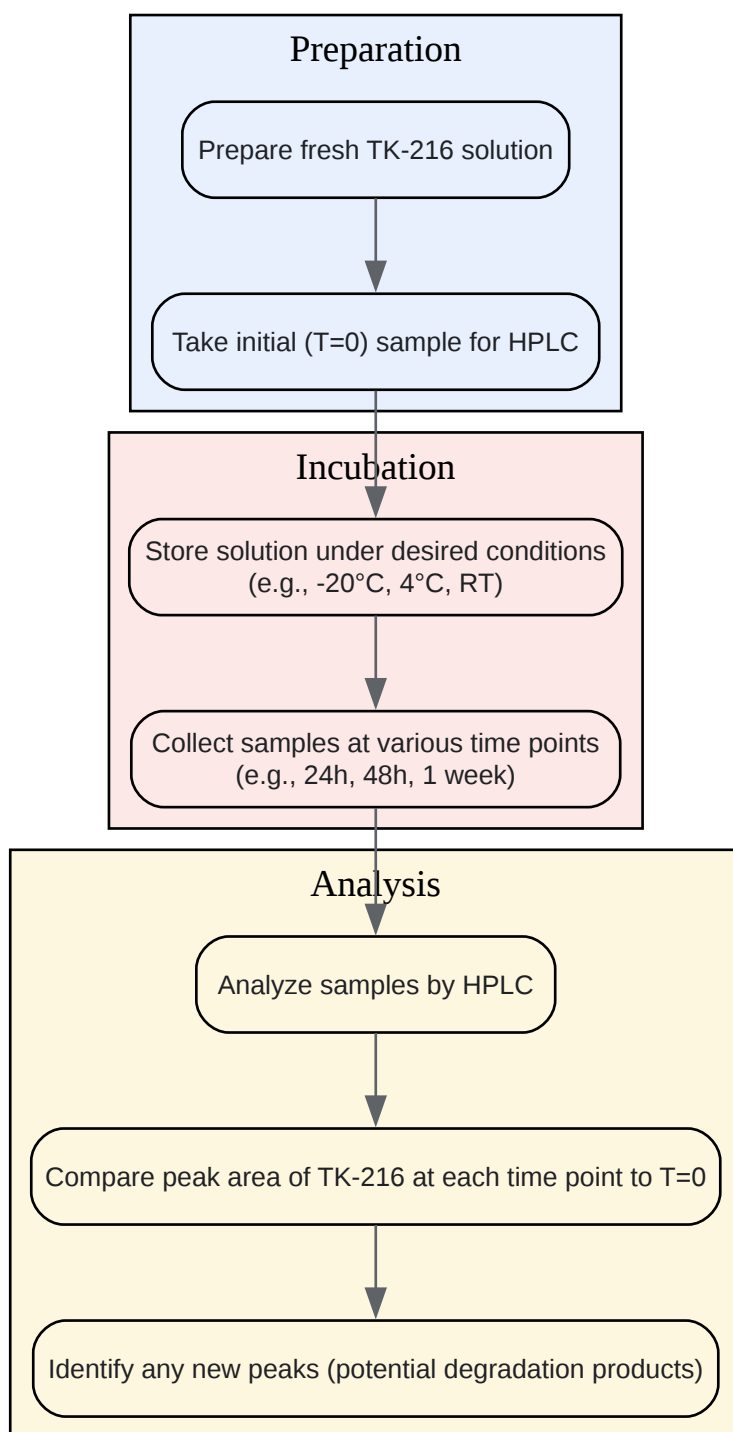 Preparation
Prepare fresh TK-216 solution
Take initial (T=0) sample for HPLC
Incubation
Store solution under desired conditions
(e.g., -20°C, 4°C, RT)
Collect samples at various time points
(e.g., 24h, 48h, 1 week)
Analysis
Analyze samples by HPLC
Compare peak area of TK-216 at each time point to T=0
Identify any new peaks (potential degradation products)